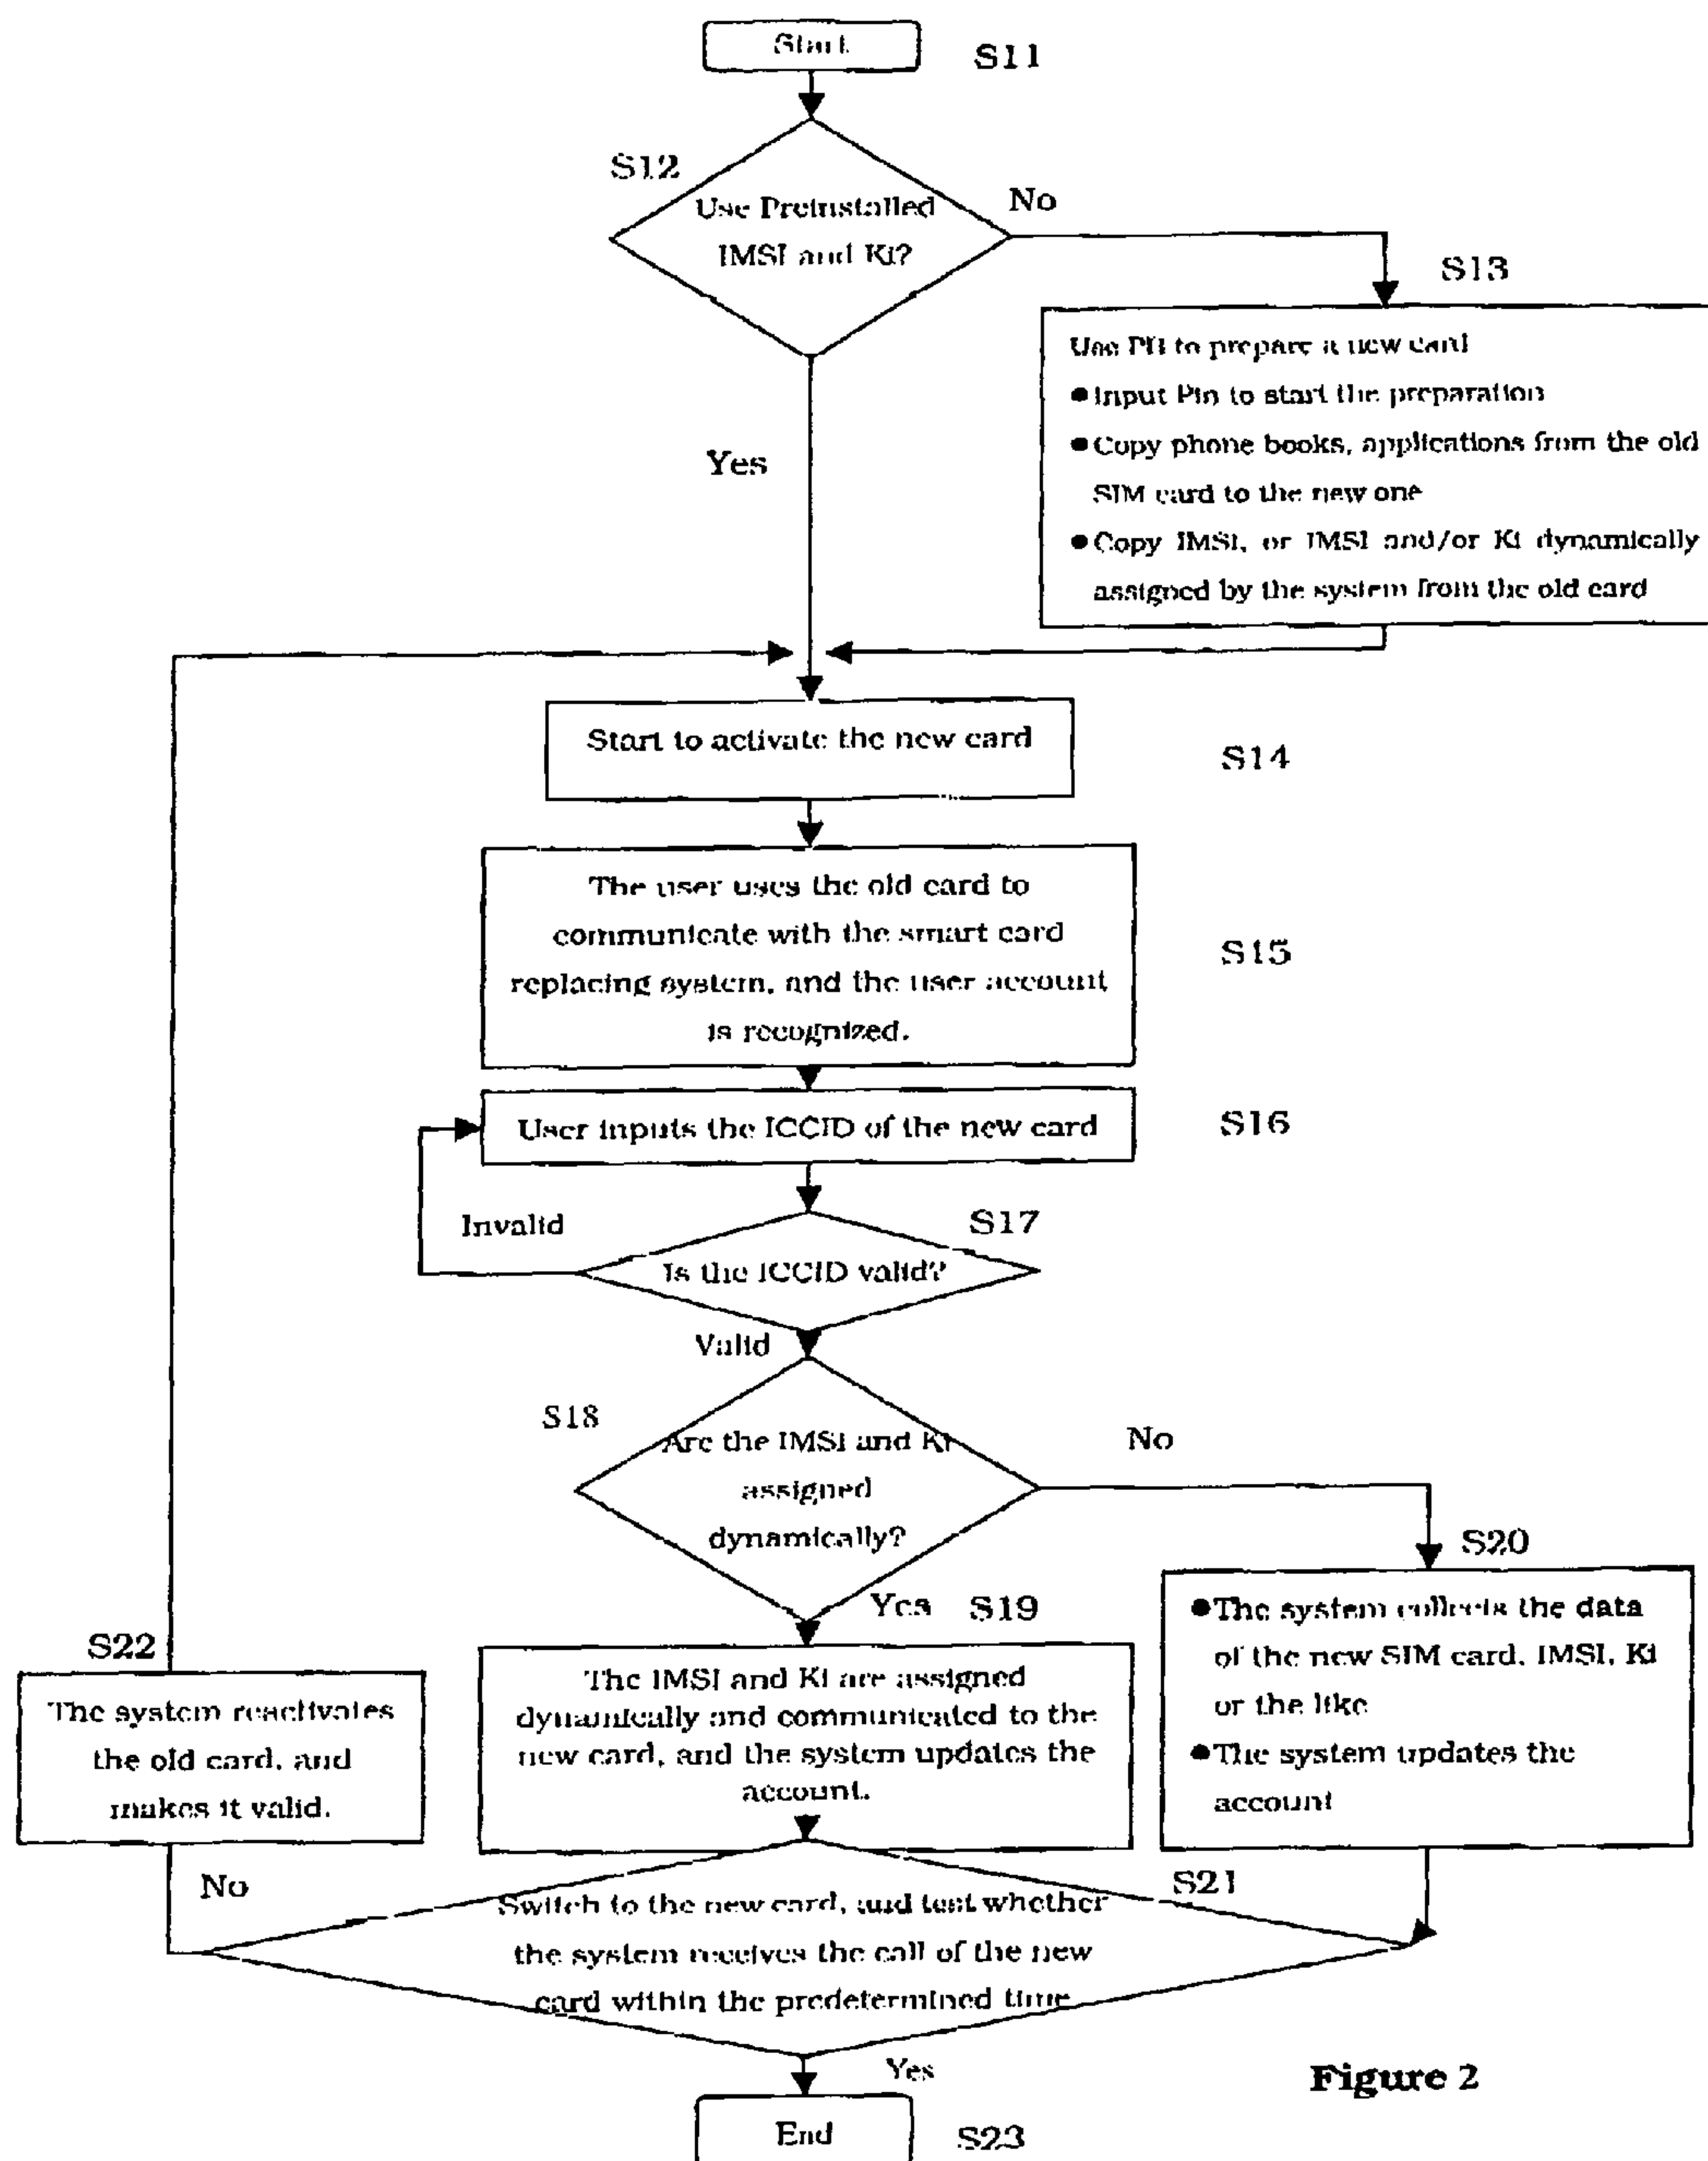 Start
S11
S12
Use Preinstalled
IMSI and Ki?
No
Yes
S13
Use PB to prepare a new card
●Input Pin to start the preparation
●Copy phone books, applications from the old
SIM card to the new one
●Copy IMSI, or IMSI and/or Ki dynamically
assigned by the system from the old card
Start to activate the new card
S14
The user uses the old card to
communicate with the smart card
replacing system, and the user account
is recognized.
S15
User inputs the ICCID of the new card
S16
Invalid
S17
Is the ICCID valid?
Valid
S18
Are the IMSI and Ki
assigned
dynamically?
No
Yes
S19
The IMSI and Ki are assigned
dynamically and communicated to the
new card, and the system updates the
account.
S20
●The system collects the data
of the new SIM card, IMSI, Ki
or the like
●The system updates the
account
S22
The system reactivates
the old card, and
makes it valid.
No
S21
Switch to the new card, and test whether
the system receives the call of the new
card within the predetermined time
Yes
End
S23
Figure 2